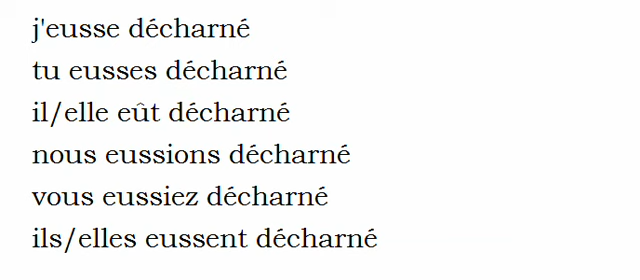 j'eusse décharné
tu eusses décharné
il/elle eût décharné
nous eussions décharné
vous eussiez décharné
ils/elles eussent décharné